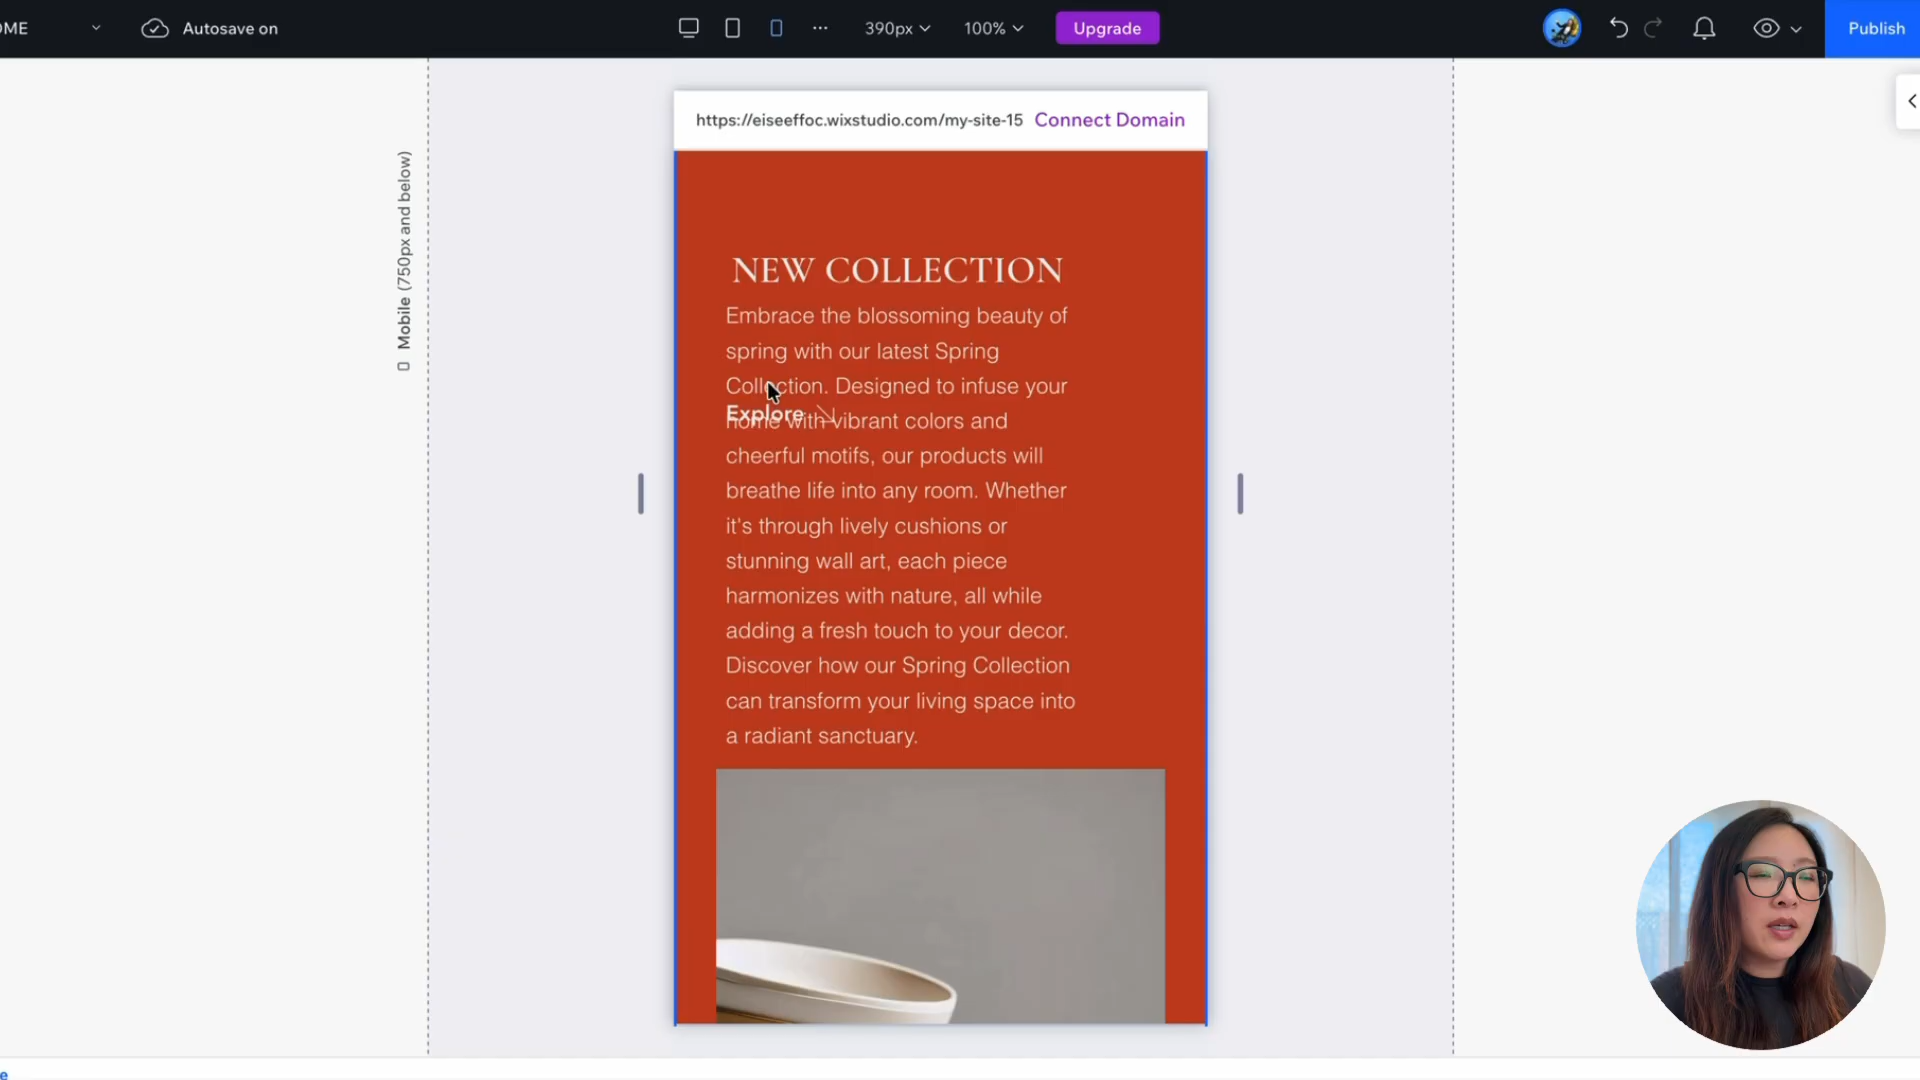 OME
Autosave on
390px
100%
Upgrade
Publish
https://eiseeffoc.wixstudio.com/my-site-15 Connect Domain
Mobile (750px and below)
NEW COLLECTION
Embrace the blossoming beauty of
spring with our latest Spring
Collection. Designed to infuse your
Explore
home with vibrant colors and
cheerful motifs, our products will
breathe life into any room. Whether
it's through lively cushions or
stunning wall art, each piece
harmonizes with nature, all while
adding a fresh touch to your decor.
Discover how our Spring Collection
can transform your living space into
a radiant sanctuary.
e